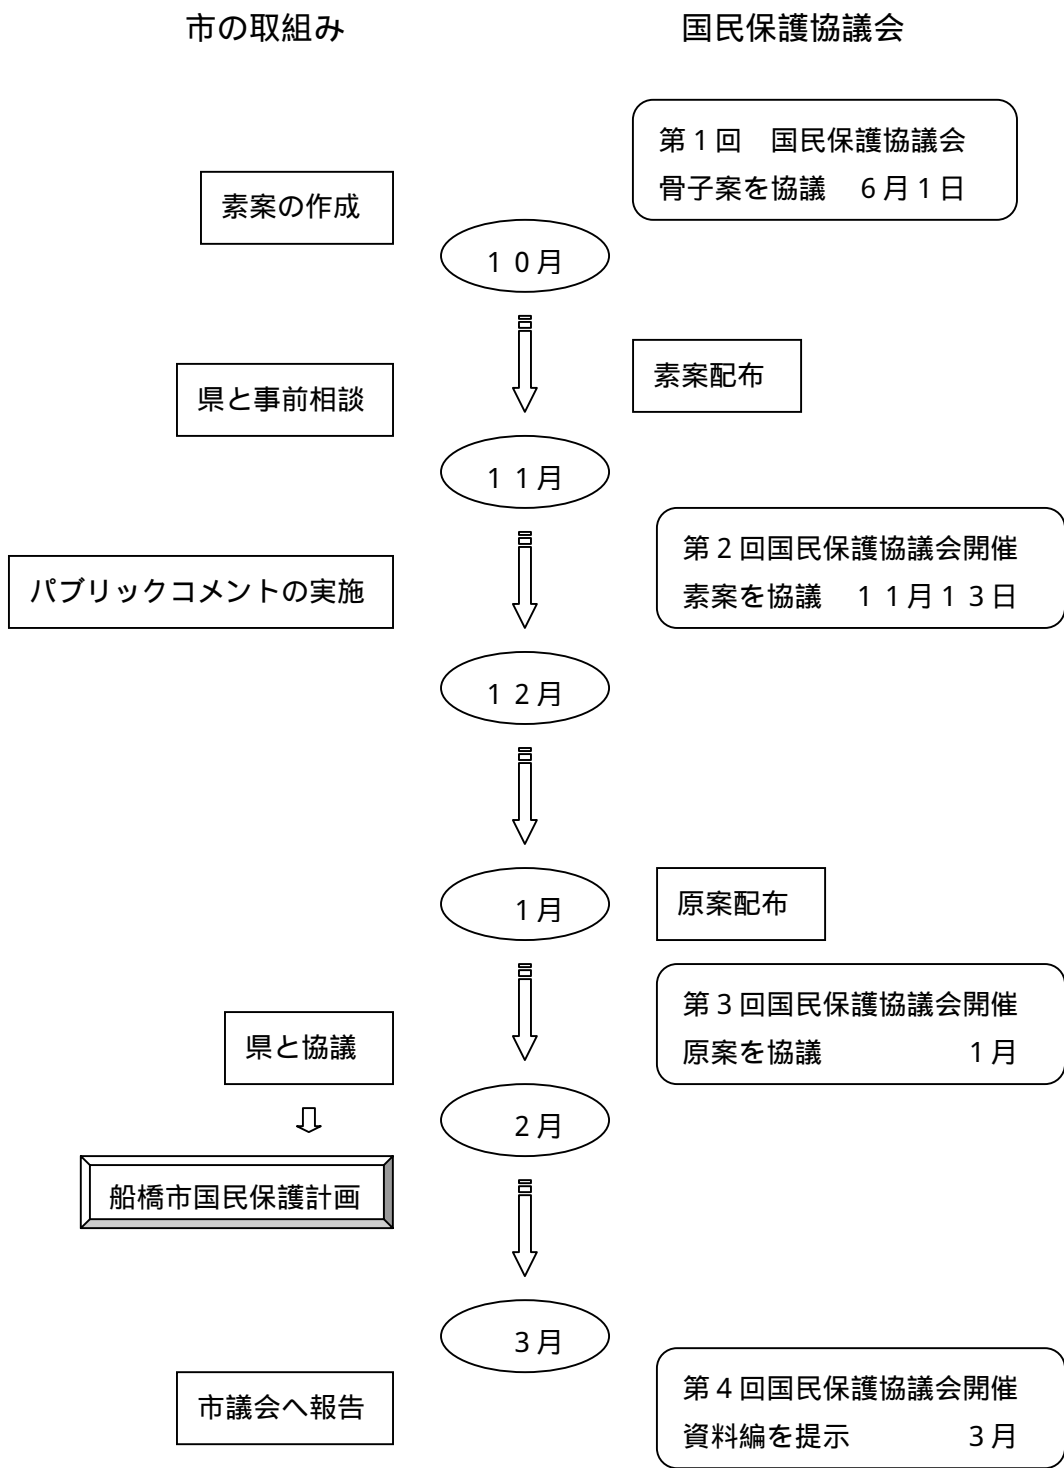 市の取組み
国民保護協議会
第1回　国民保護協議会
骨子案を協議　6月1日
素案の作成
10月
素案配布
県と事前相談
11月
第2回国民保護協議会開催
素案を協議　11月13日
パブリックコメントの実施
12月
1月
原案配布
第3回国民保護協議会開催
原案を協議　1月
県と協議
2月
船橋市国民保護計画
3月
第4回国民保護協議会開催
資料編を提示　3月
市議会へ報告